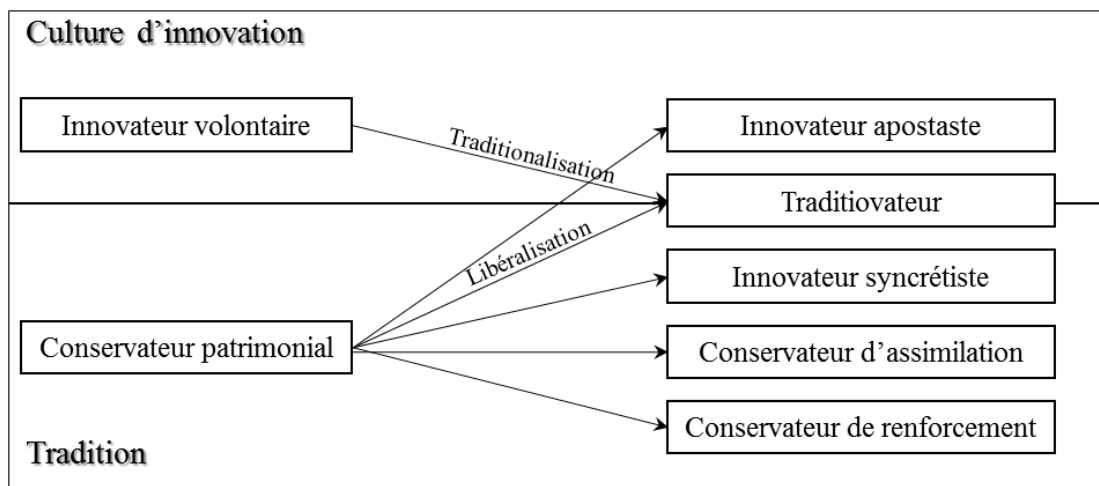 Culture d’innovation
Innovateur volontaire
Innovateur apostaste
Traditionalisation
Traditiovateur
Libéralisation
Innovateur syncrétiste
Conservateur patrimonial
Conservateur d’assimilation
Conservateur de renforcement
Tradition